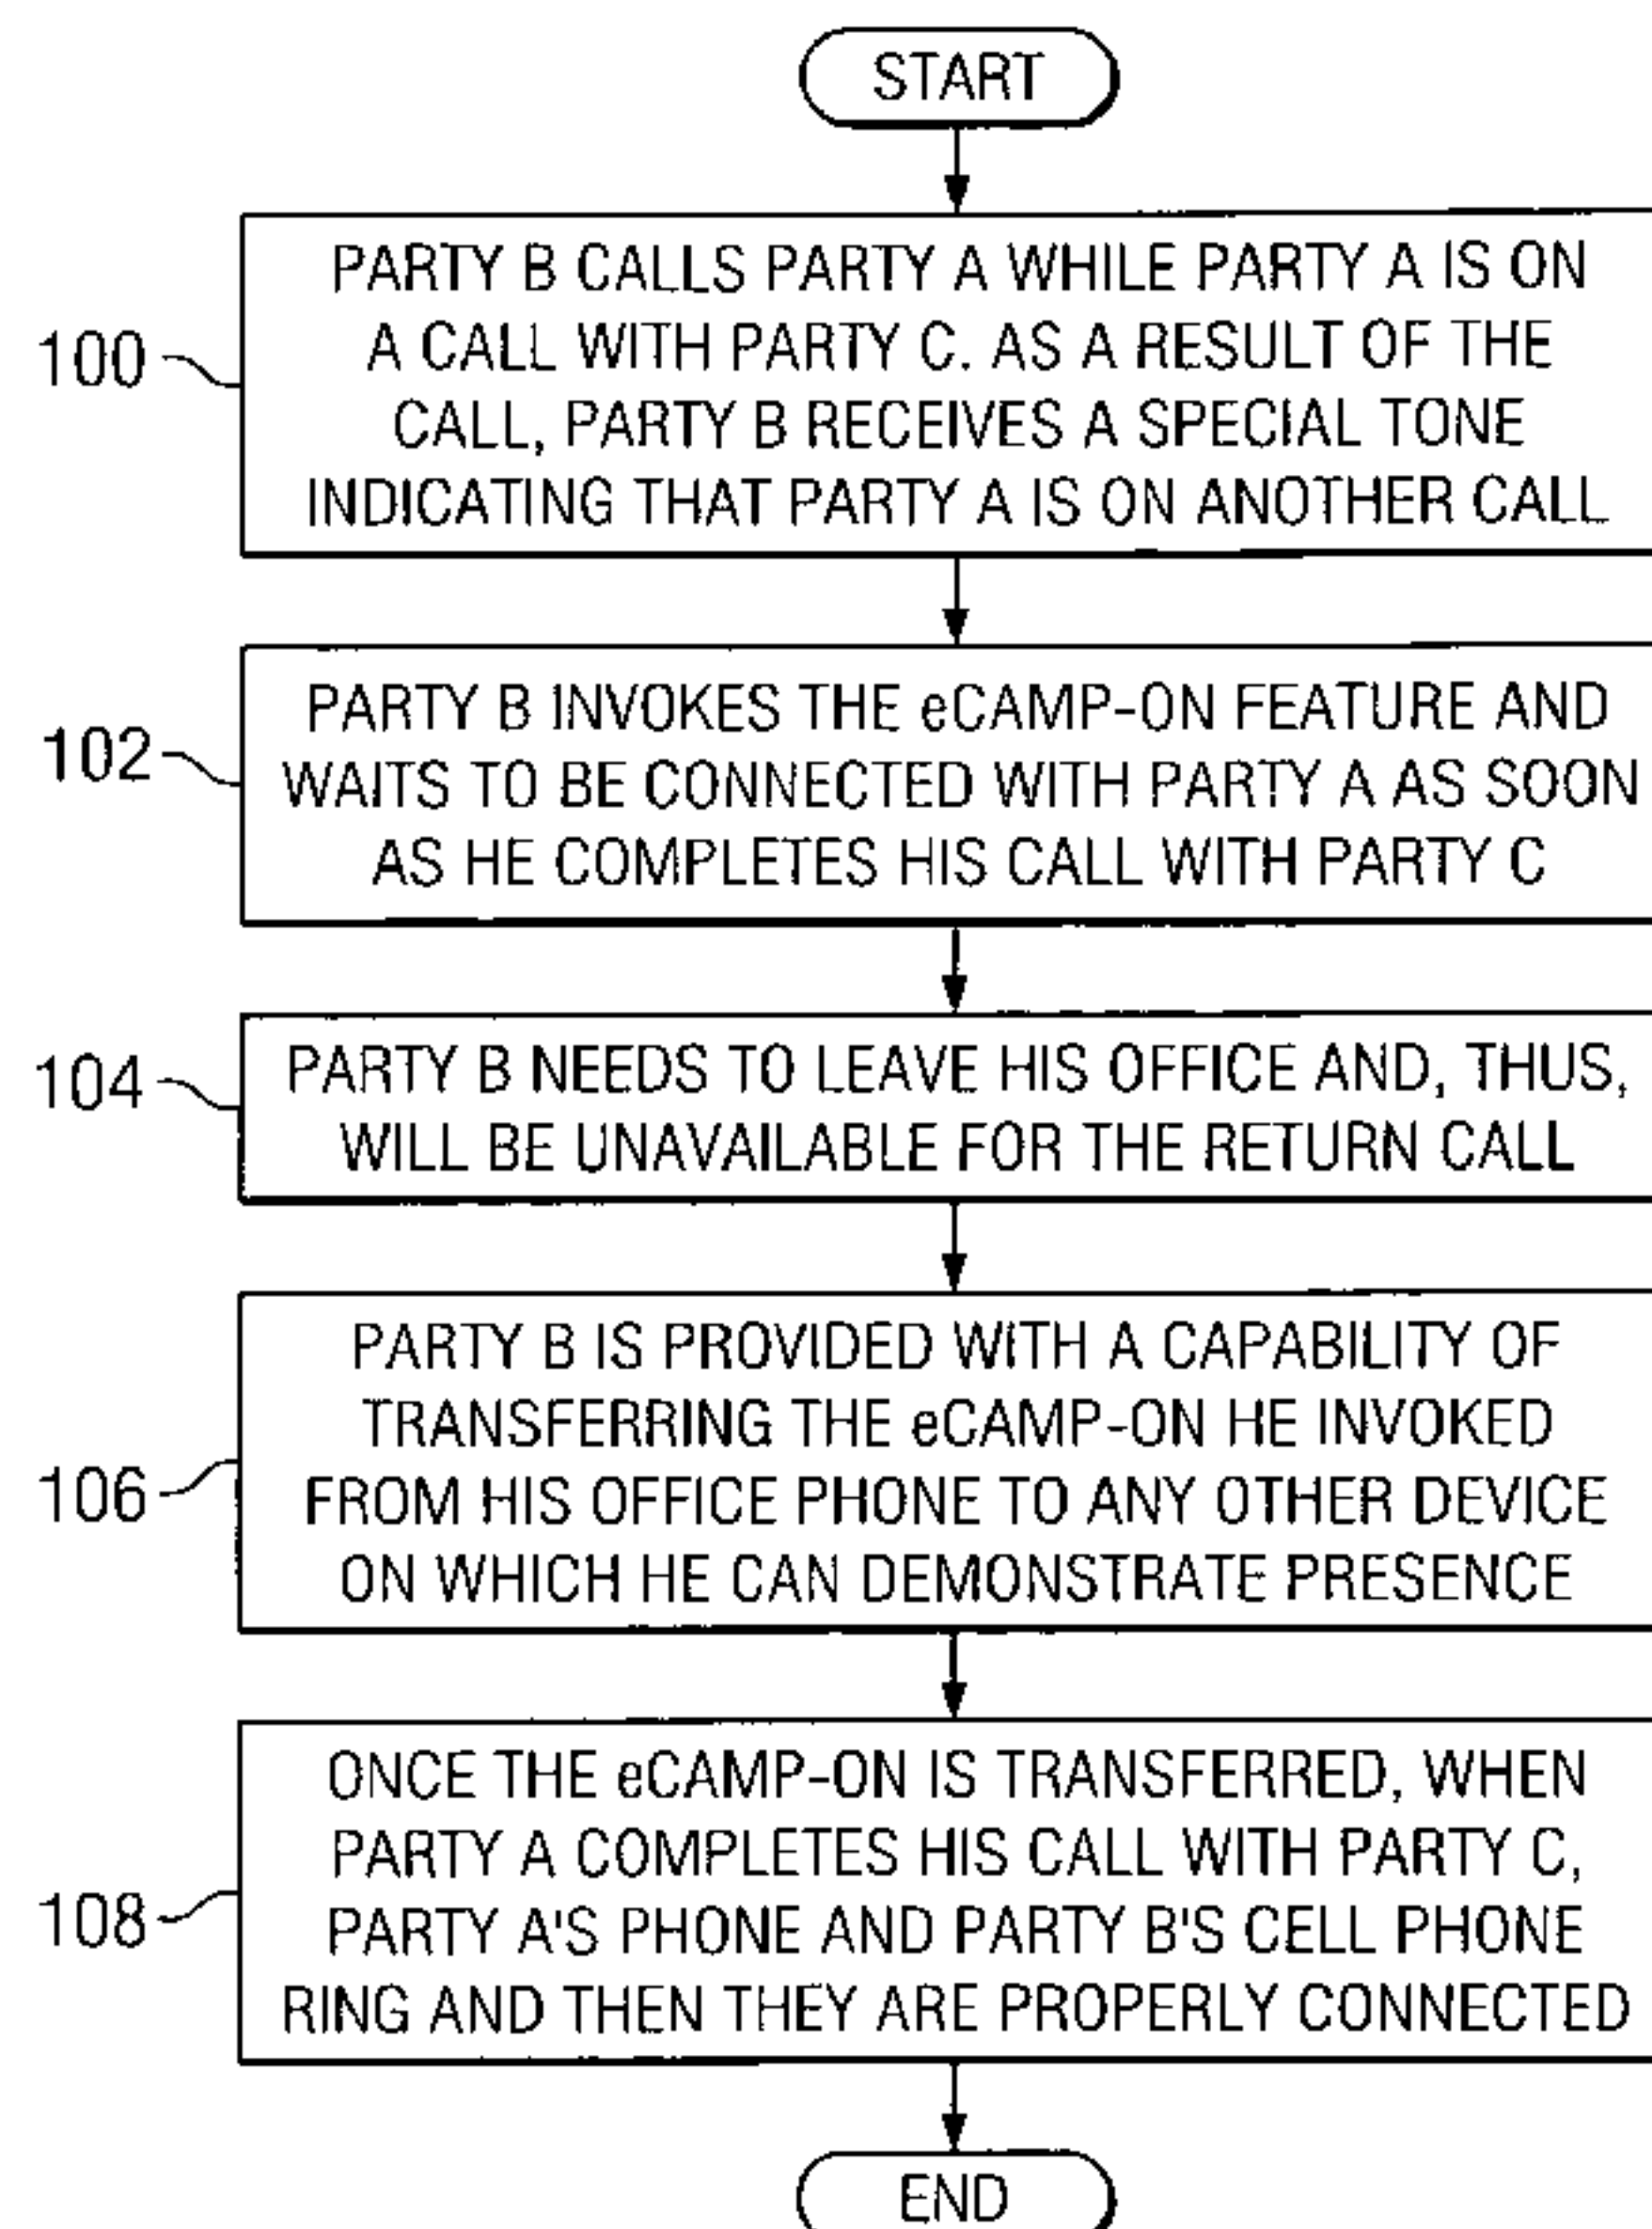 START
PARTY B CALLS PARTY A WHILE PARTY A IS ON
A CALL WITH PARTY C. AS A RESULT OF THE
100
CALL, PARTY B RECEIVES A SPECIAL TONE
INDICATING THAT PARTY A IS ON ANOTHER CALL
PARTY B INVOKES THE eCAMP-ON FEATURE AND
102
WAITS TO BE CONNECTED WITH PARTY A AS SOON
AS HE COMPLETES HIS CALL WITH PARTY C
104
PARTY B NEEDS TO LEAVE HIS OFFICE AND, THUS,
WILL BE UNAVAILABLE FOR THE RETURN CALL
PARTY B IS PROVIDED WITH A CAPABILITY OF
TRANSFERRING THE eCAMP-ON HE INVOKED
106
FROM HIS OFFICE PHONE TO ANY OTHER DEVICE
ON WHICH HE CAN DEMONSTRATE PRESENCE
ONCE THE eCAMP-ON IS TRANSFERRED, WHEN
PARTY A COMPLETES HIS CALL WITH PARTY C,
108
PARTY A'S PHONE AND PARTY B'S CELL PHONE
RING AND THEN THEY ARE PROPERLY CONNECTED
END